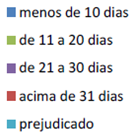 menos de 10 dias
de 11 a 20 dias
de 21 a 30 dias
acima de 31 dias
prejudicado